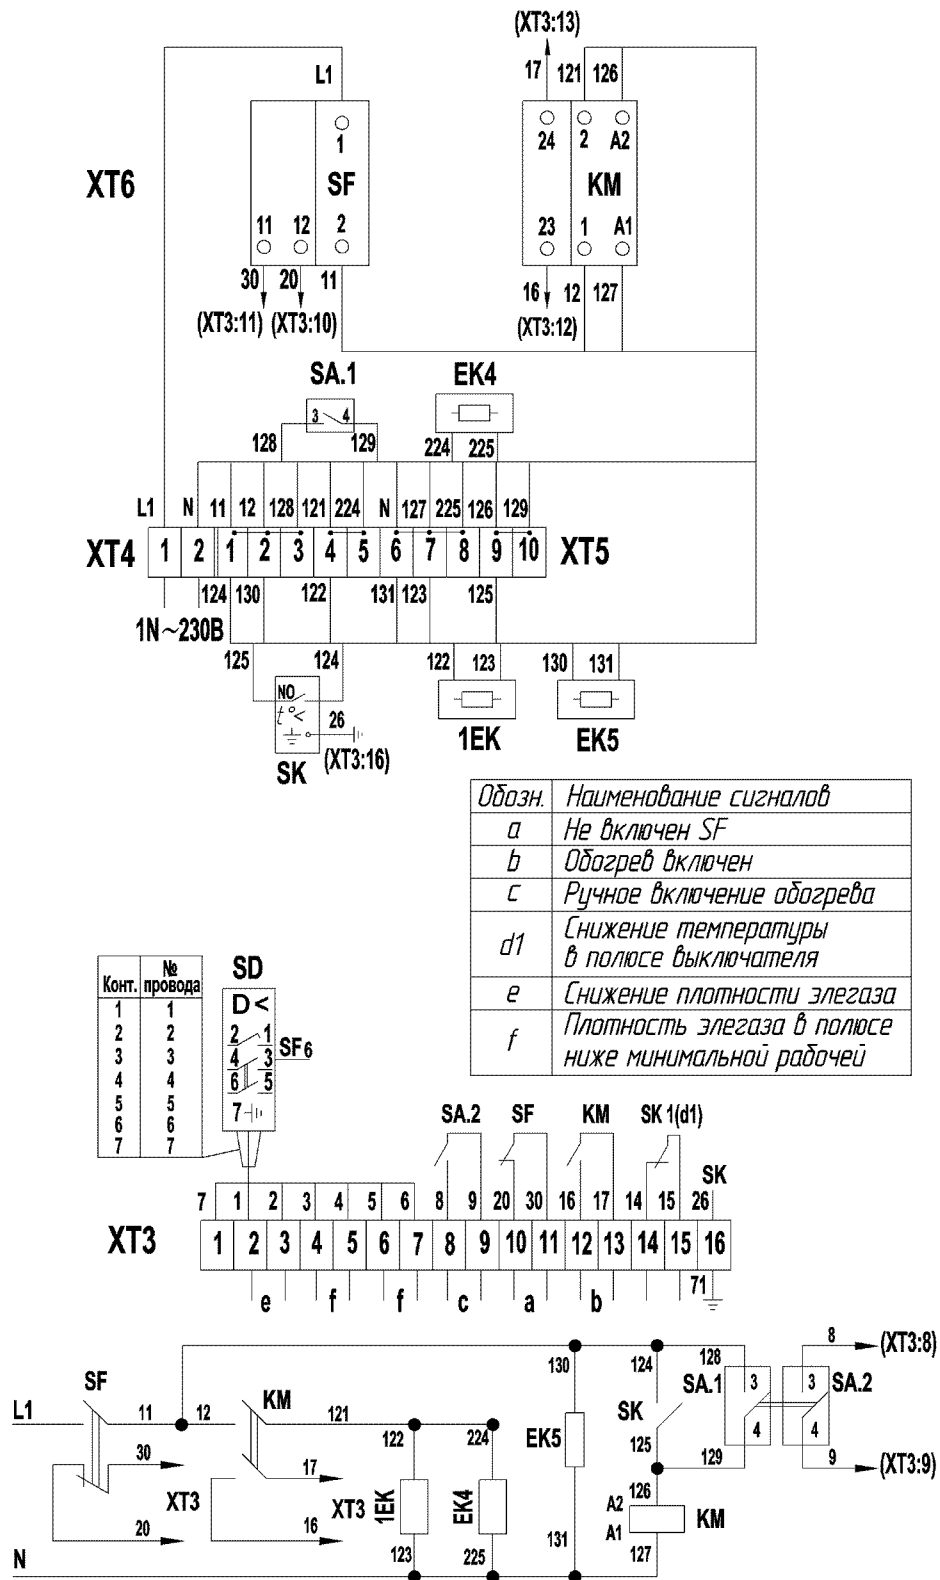 (XT3:13)
L1 17 121 126
1 24 2 A2
XT6 SF KM
11 12 2 23 1 A1
30 20 11 16 12 127
(XT3:11) (XT3:10) (XT3:12)
SA.1 EK4
3 4
128 129 224 225
L1 N 11 12 128 121 224 N 127 225 126 129
XT4 1 2 1 2 3 4 5 6 7 8 9 10 XT5
124 130 122 131 123 125
1N~230В
125 124 122 123 130 131
NO
t°<
26
(XT3:16)
SK 1EK EK5
Обозн. Наименование сигналов
a Не включен SF
b Обогрев включен
c Ручное включение обогрева
d1 Снижение температуры
в полюсе выключателя
e Снижение плотности элегаза
f Плотность элегаза в полюсе
ниже минимальной рабочей
Конт. № провода
1 1
2 2
3 3
4 4
5 5
6 6
7 7
SD
D<
2 1
4 3 SF6
6 5
7
SA.2 SF KM SK 1(d1)
SK
7 1 2 3 4 5 6 8 9 20 30 16 17 14 15 26
XT3 1 2 3 4 5 6 7 8 9 10 11 12 13 14 15 16
71
e f f c a b
8 (XT3:8)
130 124 128
SF SA.1 3 3 SA.2
L1 11 12 KM 121 SK
122 224 EK5 4 4
30 125 129 9 (XT3:9)
17
XT3 XT3 1EK EK4 126
A2 KM
20 16 A1
123 225 131 127
N